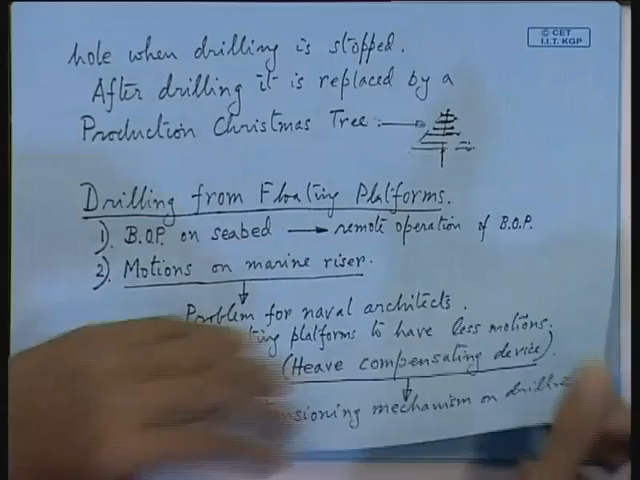 © CET
I.I.T. KGP
hole when drilling is stopped.
After drilling it is replaced by a
Production Christmas Tree :
Drilling from Floating Platforms.
1). B.O.P. on seabed → remote operation of B.O.P.
2). Motions on marine riser.
Problem for naval architects.
platforms to have less motions.
(Heave compensating device).
mechanism on